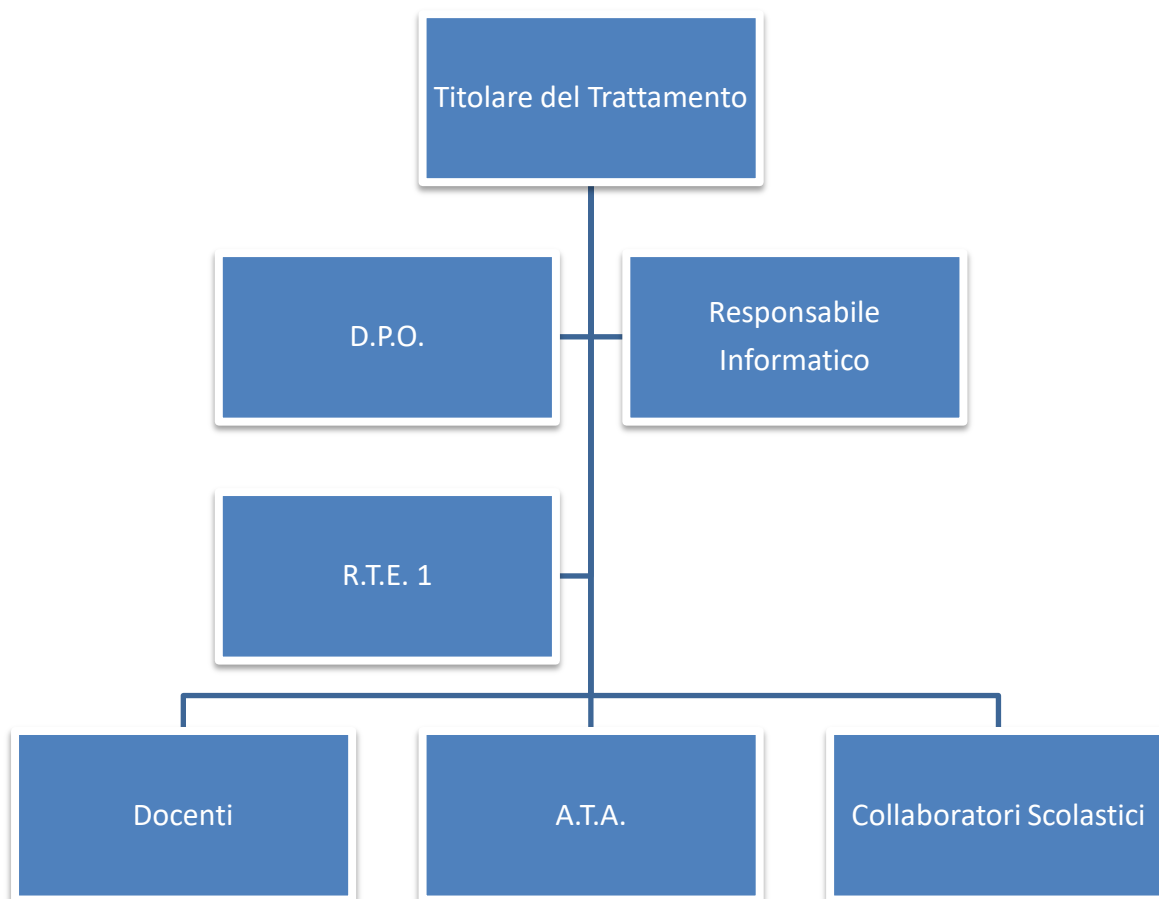 Titolare del Trattamento
D.P.O.
Responsabile
Informatico
R.T.E. 1
Docenti
A.T.A.
Collaboratori Scolastici